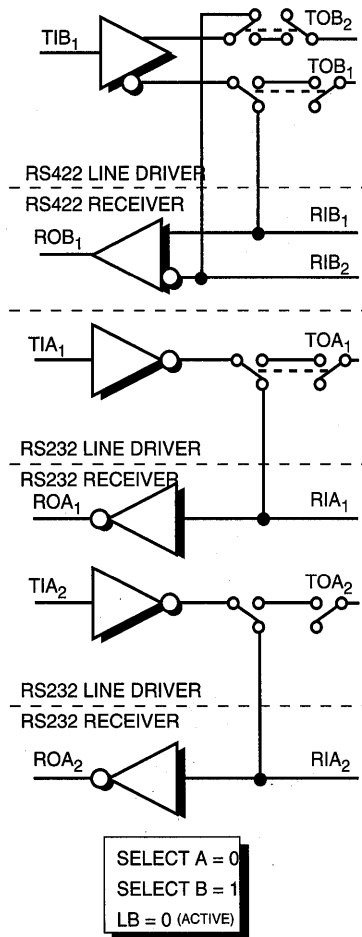 TOB2
TIB1
TOB1
RS422 LINE DRIVER
RS422 RECEIVER
RIB1
ROB1
RIB2
TIA1
TOA1
RS232 LINE DRIVER
RS232 RECEIVER
ROA1
RIA1
TIA2
TOA2
RS232 LINE DRIVER
RS232 RECEIVER
ROA2
RIA2
SELECT A = 0
SELECT B = 1
LB = 0 (ACTIVE)